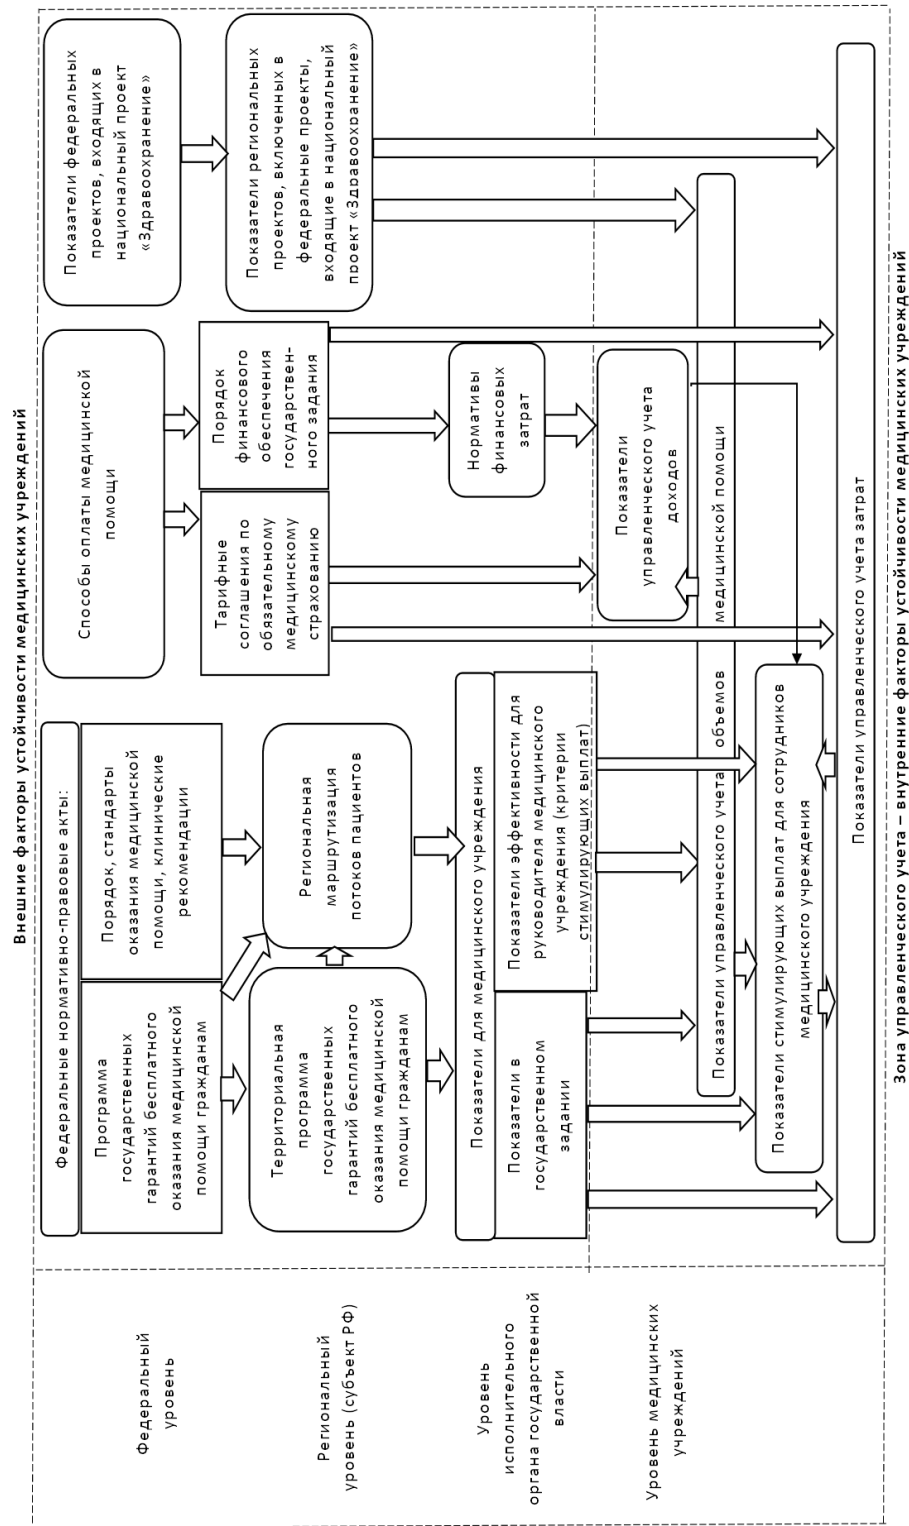 Внешние факторы устойчивости медицинских учреждений
Федеральный
уровень
Федеральные нормативно-правовые акты:
Программа
государственных
гарантий бесплатного
оказания медицинской
помощи гражданам
Порядок, стандарты
оказания медицинской
помощи, клинические
рекомендации
Способы оплаты медицинской
помощи
Показатели федеральных
проектов, входящих в
национальный проект
«Здравоохранение»
Региональный
уровень (субъект РФ)
Территориальная
программа
государственных
гарантий бесплатного
оказания медицинской
помощи гражданам
Региональная
маршрутизация
потоков пациентов
Тарифные
соглашения по
обязательному
медицинскому
страхованию
Порядок
финансового
обеспечения
государствен-
ного задания
Показатели региональных
проектов, включенных в
федеральные проекты,
входящие в национальный
проект «Здравоохранение»
Уровень
исполнительного
органа государственной
власти
Показатели для медицинского учреждения
Показатели в
государственном
задании
Показатели эффективности для
руководителя медицинского
учреждения (критерии
стимулирующих выплат)
Нормативы
финансовых
затрат
Уровень медицинских
учреждений
Показатели
управленческого учета
доходов
Показатели управленческого учета объемов медицинской помощи
Показатели стимулирующих выплат для сотрудников
медицинского учреждения
Показатели управленческого учета затрат
Зона управленческого учета – внутренние факторы устойчивости медицинских учреждений